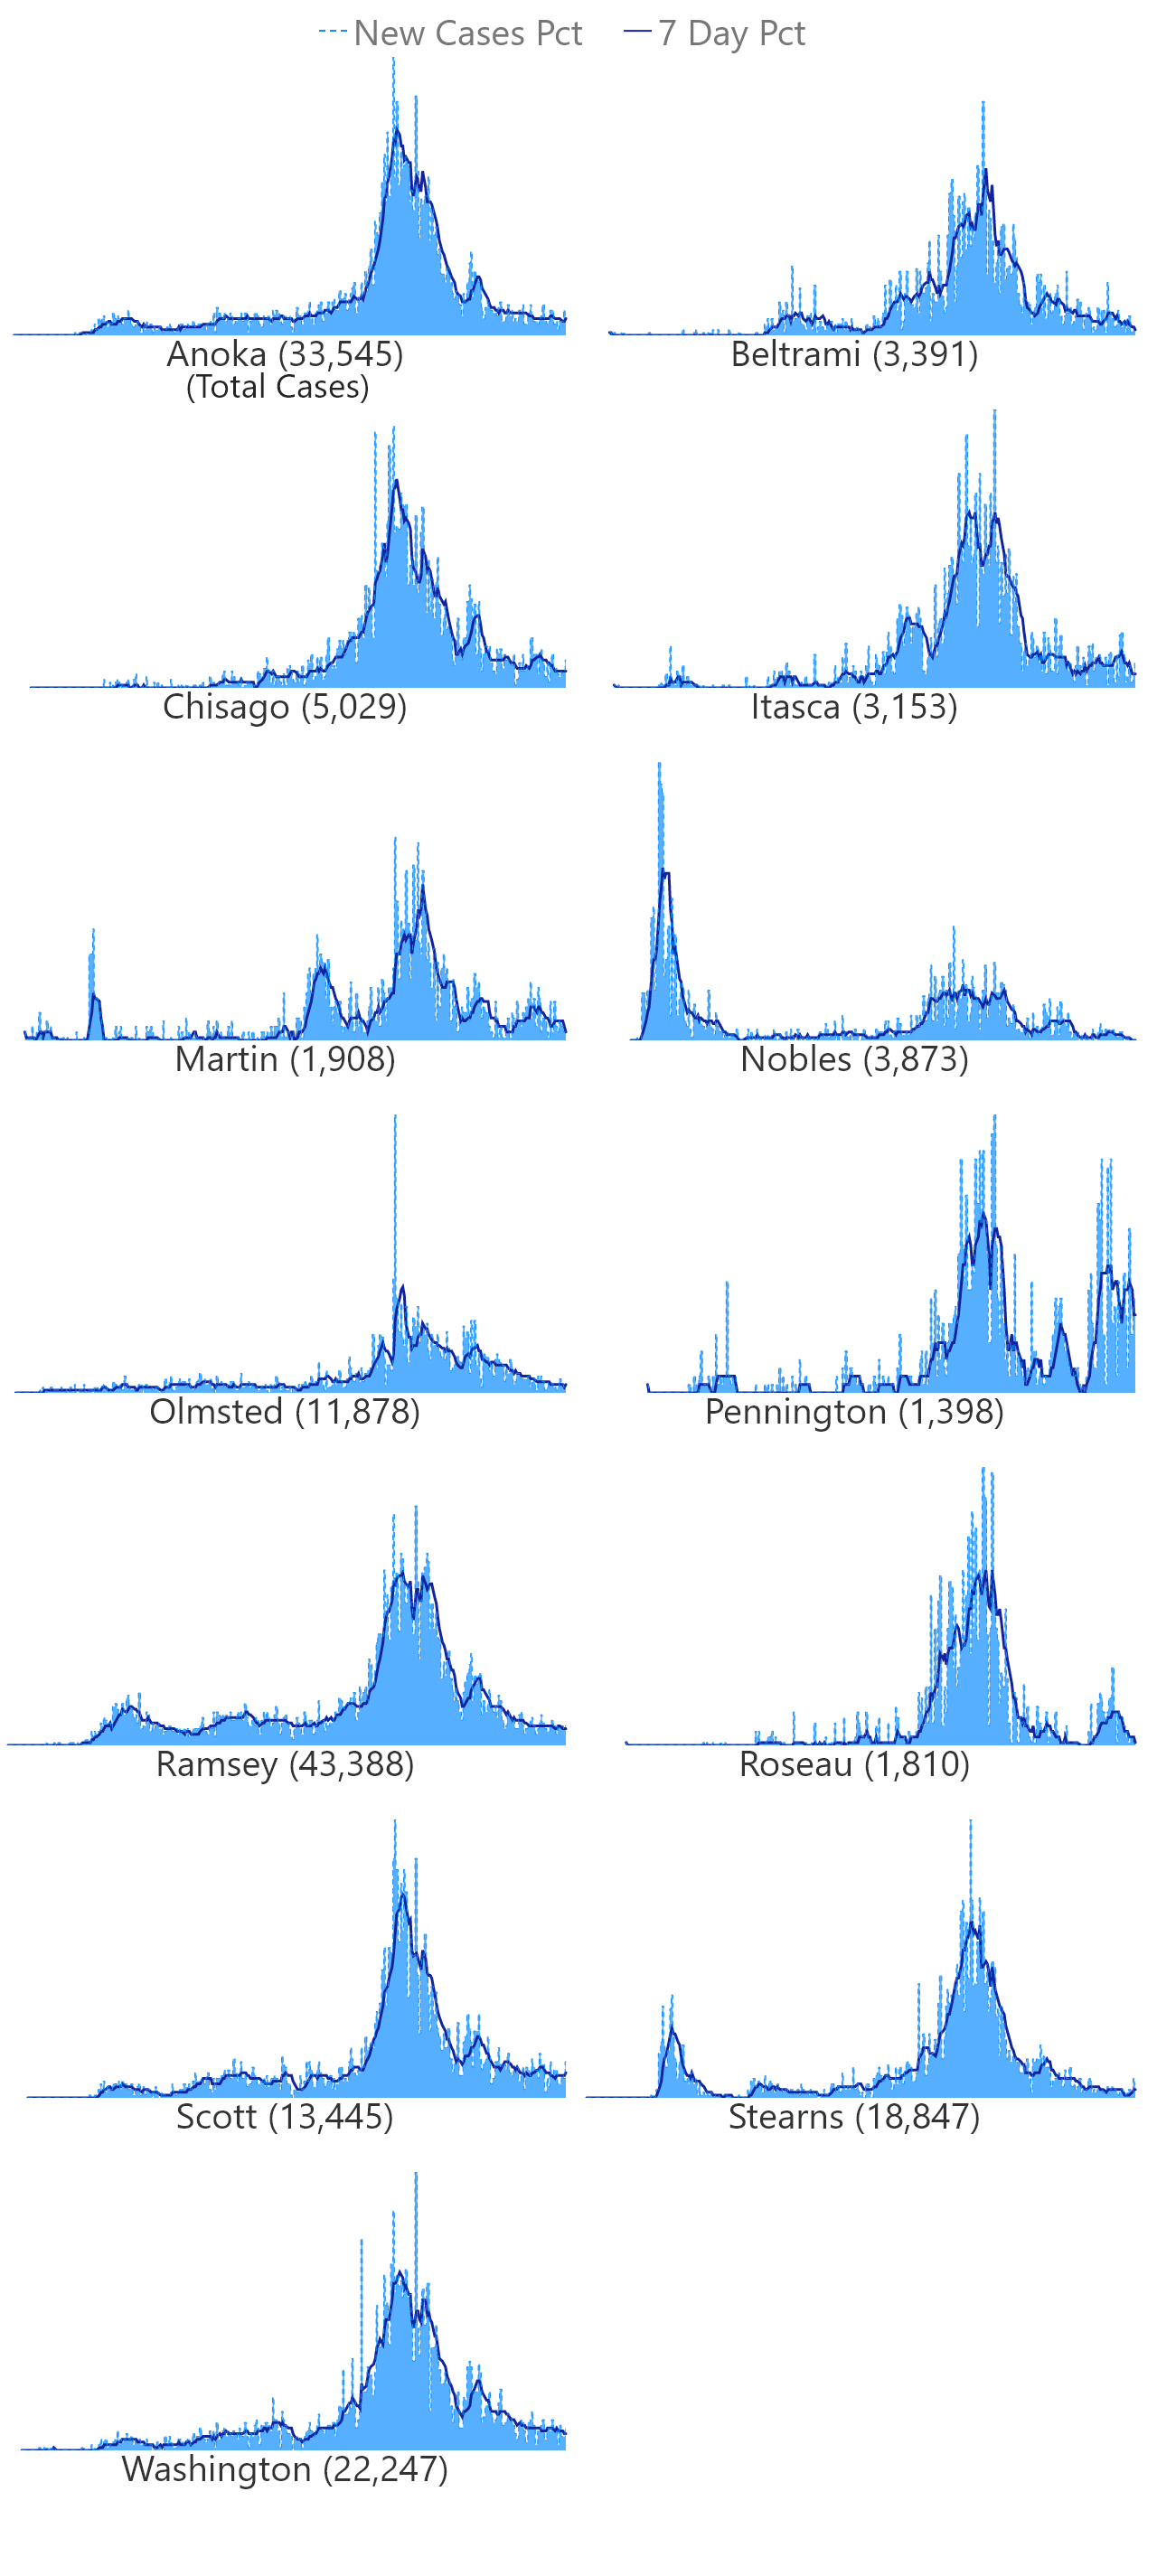 New Cases Pct 7 Day Pct
Anoka (33,545) Beltrami (3,391)
(Total Cases)
Chisago (5,029) Itasca (3,153)
Martin (1,908) Nobles (3,873)
Olmsted (11,878) Pennington (1,398)
Ramsey (43,388) Roseau (1,810)
Scott (13,445) Stearns (18,847)
Washington (22,247)